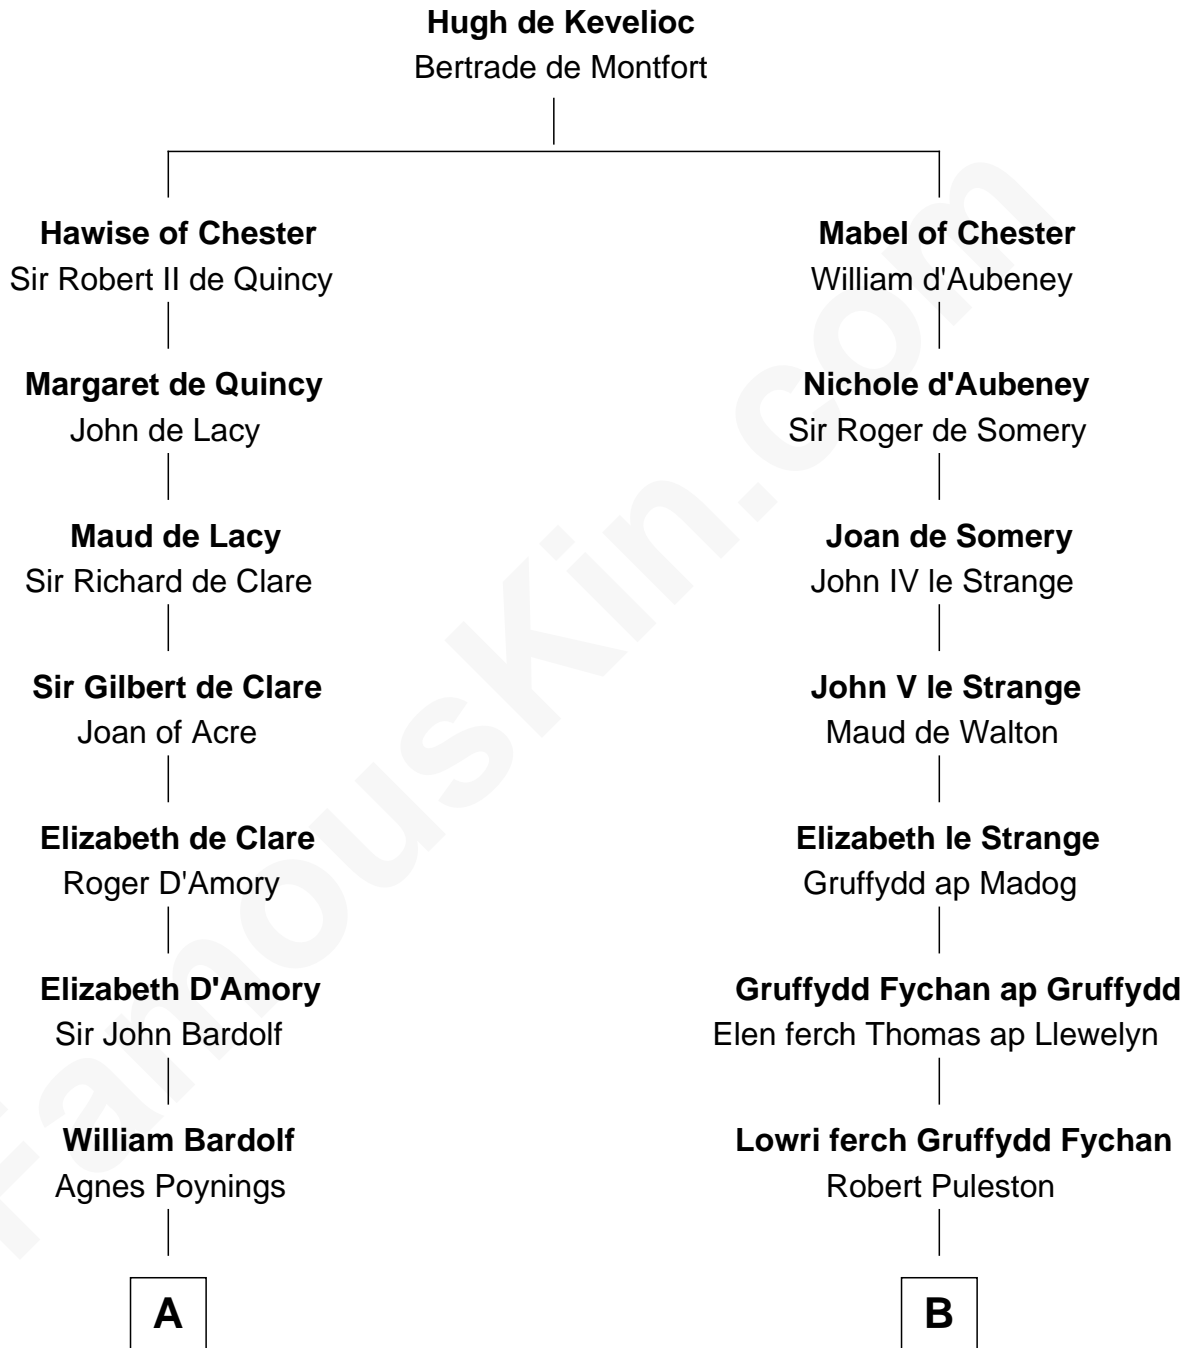 Hugh de Kevelioc
Bertrade de Montfort
Hawise of Chester
Sir Robert II de Quincy
Mabel of Chester
William d'Aubeney
Margaret de Quincy
John de Lacy
Nichole d'Aubeney
Sir Roger de Somery
Maud de Lacy
Sir Richard de Clare
Joan de Somery
John IV le Strange
Sir Gilbert de Clare
Joan of Acre
John V le Strange
Maud de Walton
Elizabeth de Clare
Roger D'Amory
Elizabeth le Strange
Gruffydd ap Madog
Elizabeth D'Amory
Sir John Bardolf
Gruffydd Fychan ap Gruffydd
Elen ferch Thomas ap Llewelyn
William Bardolf
Agnes Poynings
Lowri ferch Gruffydd Fychan
Robert Puleston
A
B
FamousKin.com